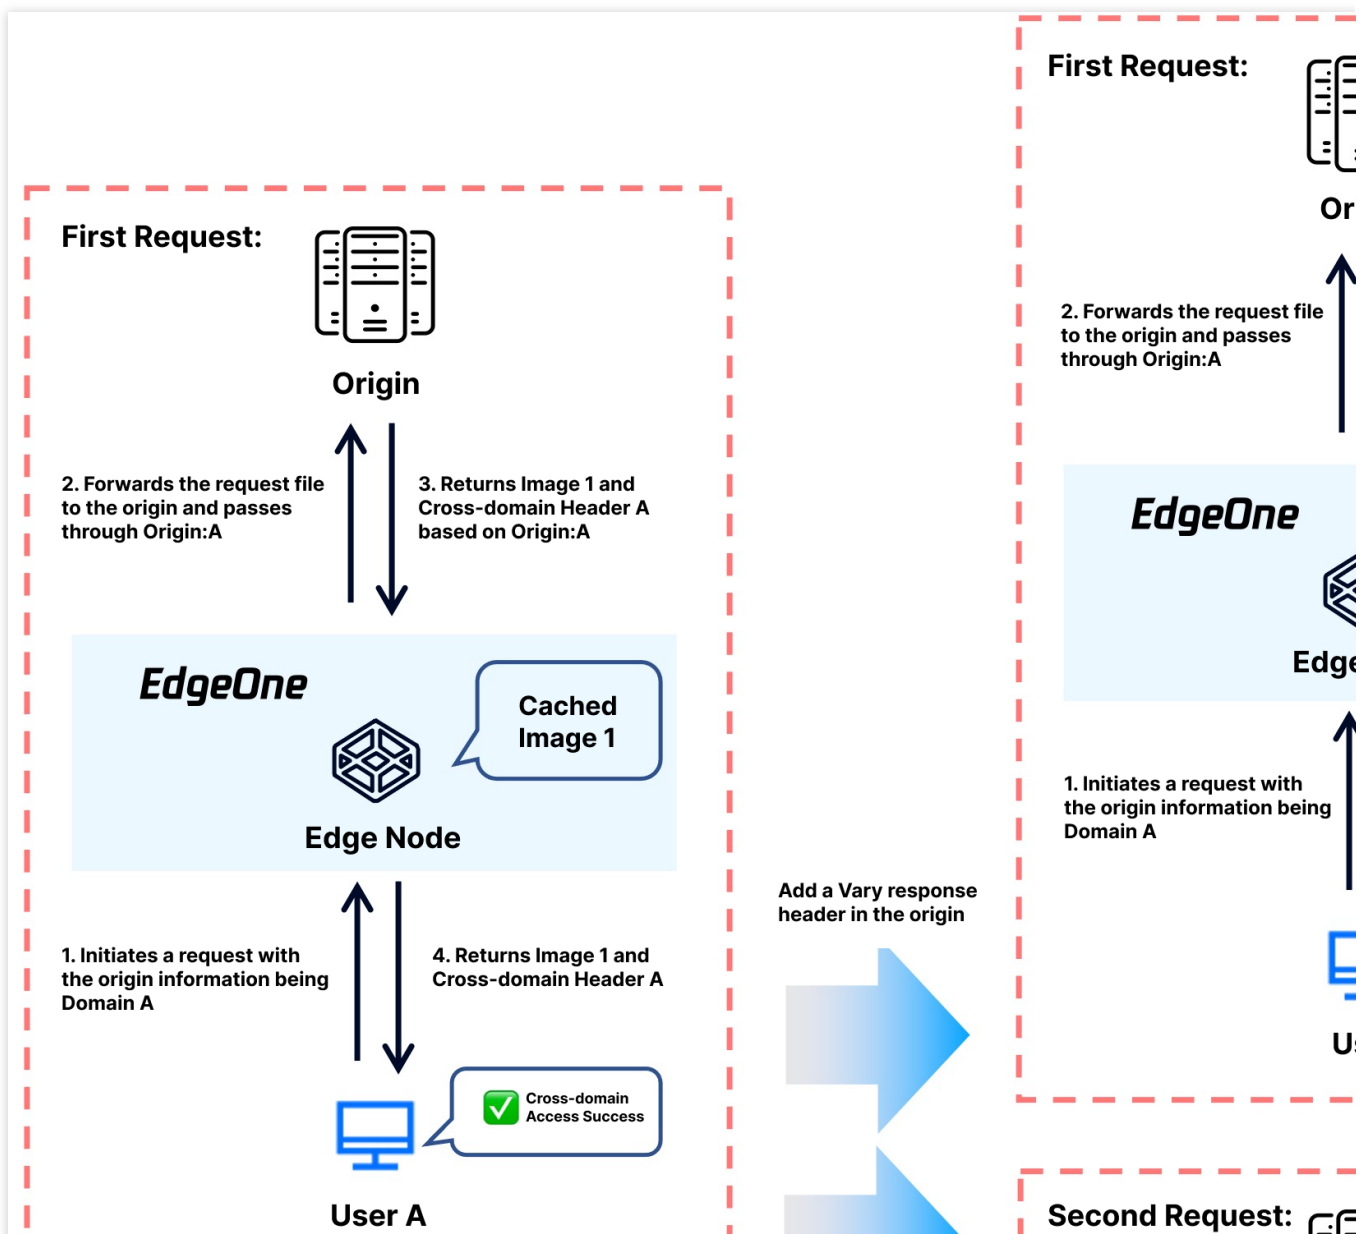 First Request:
Origin
2. Forwards the request file
to the origin and passes
through Origin:A
3. Returns Image 1 and
Cross-domain Header A
based on Origin:A
EdgeOne
Cached
Image 1
Edge Node
1. Initiates a request with
the origin information being
Domain A
4. Returns Image 1 and
Cross-domain Header A
Cross-domain
Access Success
User A
Add a Vary response
header in the origin
First Request:
Or
2. Forwards the request file
to the origin and passes
through Origin:A
EdgeOne
Edge
1. Initiates a request with
the origin information being
Domain A
Us
Second Request: